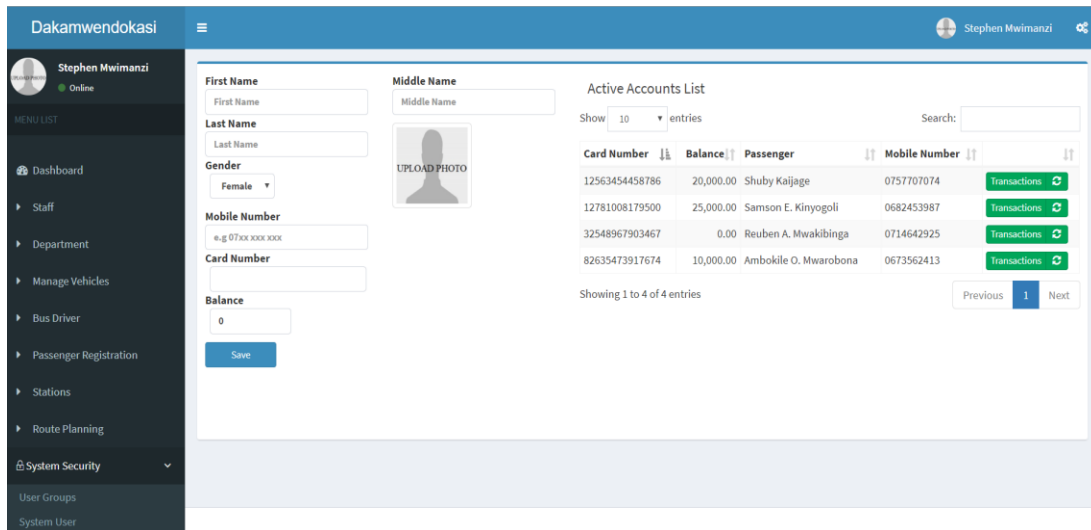 Dakamwendokasi
Stephen Mwimanzi
Stephen Mwimanzi
Online
MENU LIST
Dashboard
Staff
Department
Manage Vehicles
Bus Driver
Passenger Registration
Stations
Route Planning
System Security
User Groups
System User
First Name
First Name
Middle Name
Middle Name
Last Name
Last Name
UPLOAD PHOTO
Gender
Female
Mobile Number
e.g 07xx xxx xxx
Card Number
Balance
0
Save
Active Accounts List
Show 10 entries Search:
Card Number Balance Passenger Mobile Number
12563454458786 20,000.00 Shuby Kaijage 0757707074 Transactions
12781008179500 25,000.00 Samson E. Kinyogoli 0682453987 Transactions
32548967903467 0.00 Reuben A. Mwakibinga 0714642925 Transactions
82635473917674 10,000.00 Ambokile O. Mwarobona 0673562413 Transactions
Showing 1 to 4 of 4 entries
Previous 1 Next